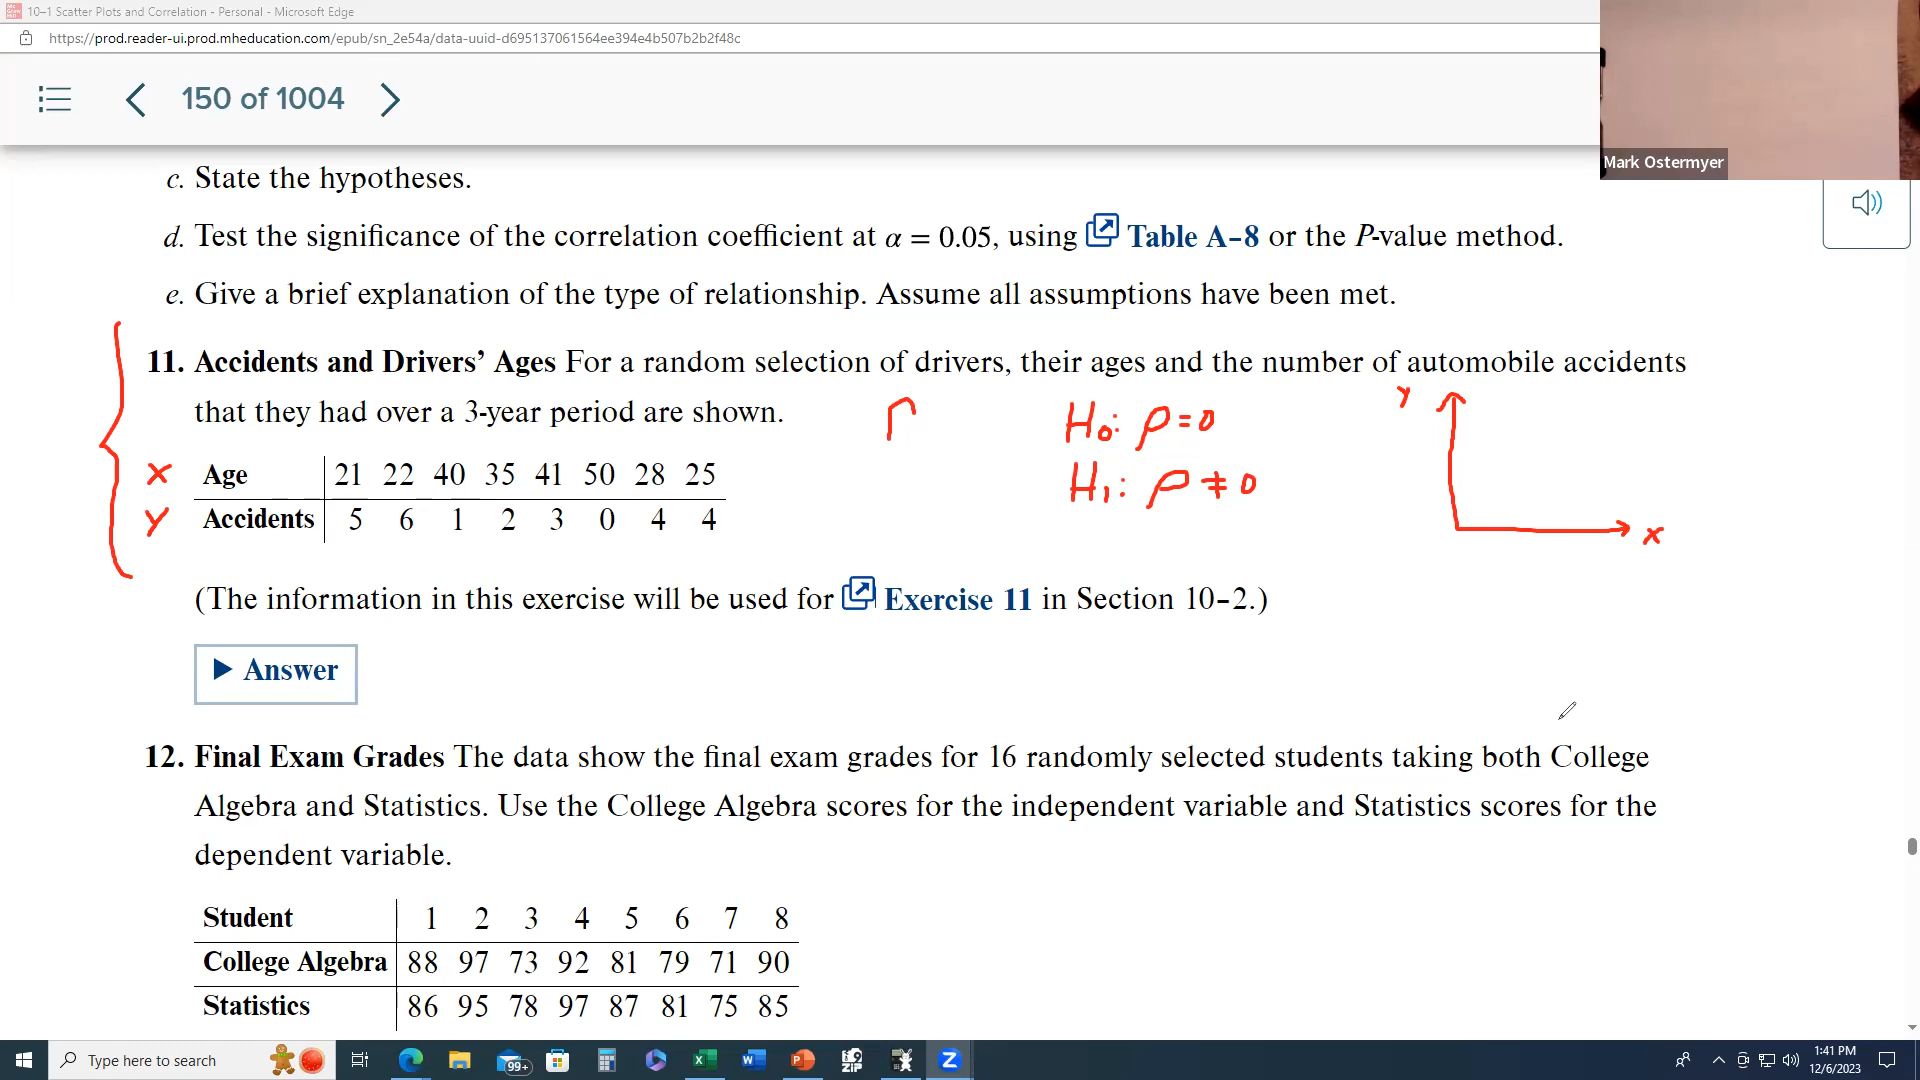 10–1 Scatter Plots and Correlation - Personal - Microsoft Edge
https://prod.reader-ui.prod.mheducation.com/epub/sn_2e54a/data-uuid-d695137061564ee394e4b507b2b2f48c
150 of 1004
Mark Ostermyer
c. State the hypotheses.
d. Test the significance of the correlation coefficient at α = 0.05, using Table A–8 or the P-value method.
e. Give a brief explanation of the type of relationship. Assume all assumptions have been met.
11. Accidents and Drivers’ Ages For a random selection of drivers, their ages and the number of automobile accidents
that they had over a 3-year period are shown.
r
H₀: ρ = 0
y
x Age 21 22 40 35 41 50 28 25
H₁: ρ ≠ 0
y Accidents 5 6 1 2 3 0 4 4
x
(The information in this exercise will be used for Exercise 11 in Section 10–2.)
Answer
12. Final Exam Grades The data show the final exam grades for 16 randomly selected students taking both College
Algebra and Statistics. Use the College Algebra scores for the independent variable and Statistics scores for the
dependent variable.
Student 1 2 3 4 5 6 7 8
College Algebra 88 97 73 92 81 79 71 90
Statistics 86 95 78 97 87 81 75 85
Type here to search
99+
1:41 PM
12/6/2023